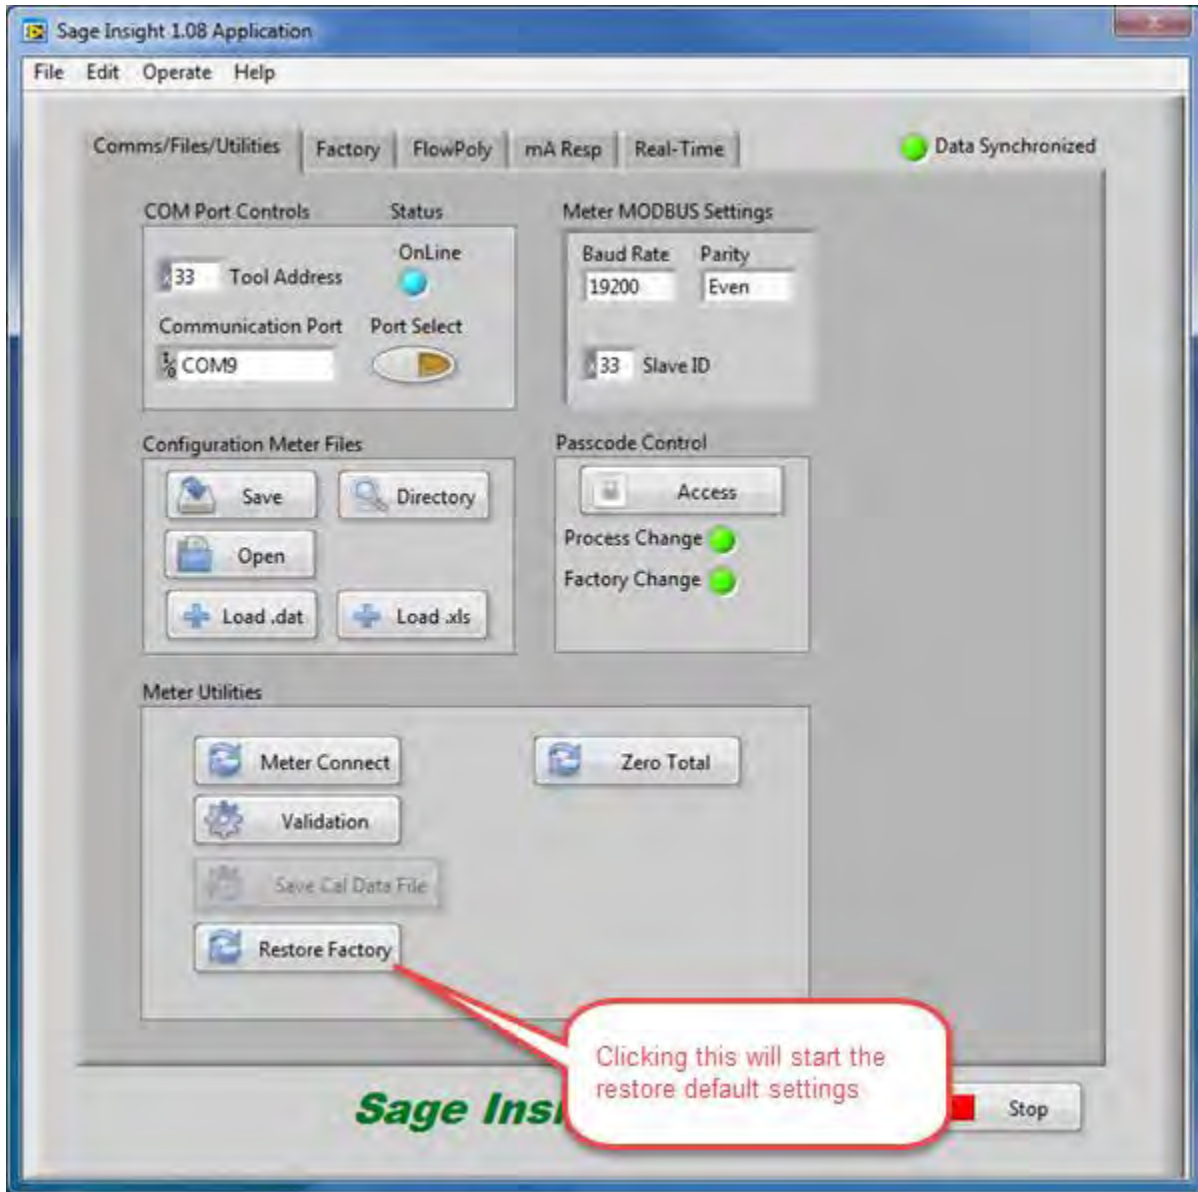 Sage Insight 1.08 Application
File Edit Operate Help
Comms/Files/Utilities Factory FlowPoly mA Resp Real-Time Data Synchronized
COM Port Controls Status
OnLine
33 Tool Address
Communication Port Port Select
COM9
Meter MODBUS Settings
Baud Rate Parity
19200 Even
33 Slave ID
Configuration Meter Files
Save Directory
Open
Load .dat Load .xls
Passcode Control
Access
Process Change
Factory Change
Meter Utilities
Meter Connect Zero Total
Validation
Save Cal Data File
Restore Factory
Clicking this will start the
restore default settings
Sage Ins
Stop